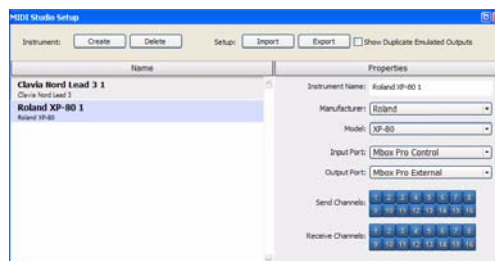 MIDI Studio Setup
Instrument: Create Delete Setup: Import Export Show Duplicate Emulated Outputs
Name Properties
Clavia Nord Lead 3 1
Clavia Nord Lead 3
Roland XP-80 1
Roland XP-80
Instrument Name: Roland XP-80 1
Manufacturer: Roland
Model: XP-80
Input Port: Mbox Pro Control
Output Port: Mbox Pro External
Send Channels: 1 2 3 4 5 6 7 8
9 10 11 12 13 14 15 16
Receive Channels: 1 2 3 4 5 6 7 8
9 10 11 12 13 14 15 16